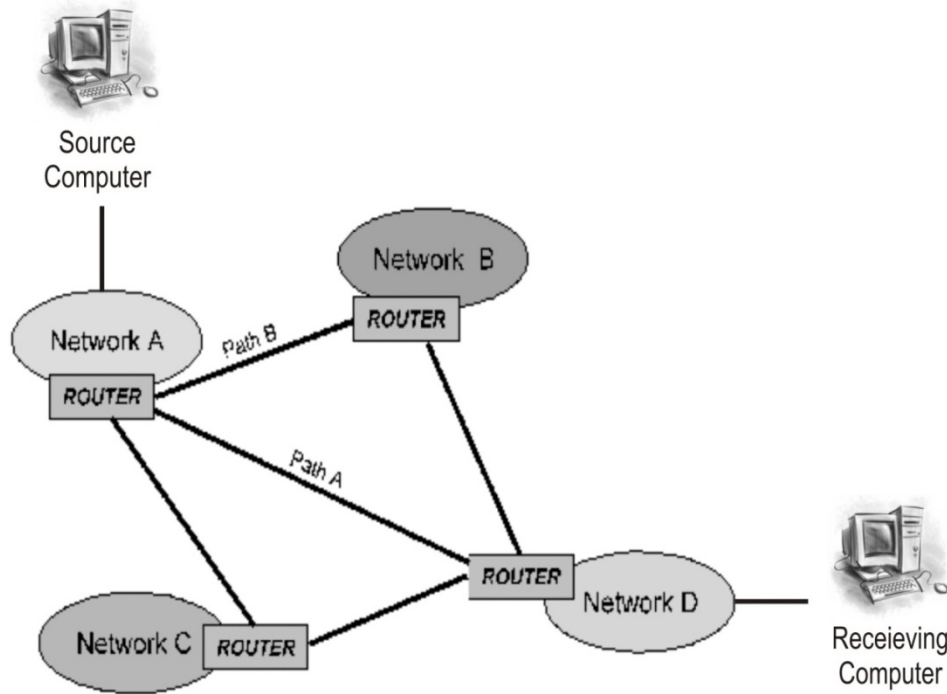 Source
Computer
Network B
ROUTER
Network A
Path B
ROUTER
Path A
ROUTER
Network D
Network C
ROUTER
Receieving
Computer